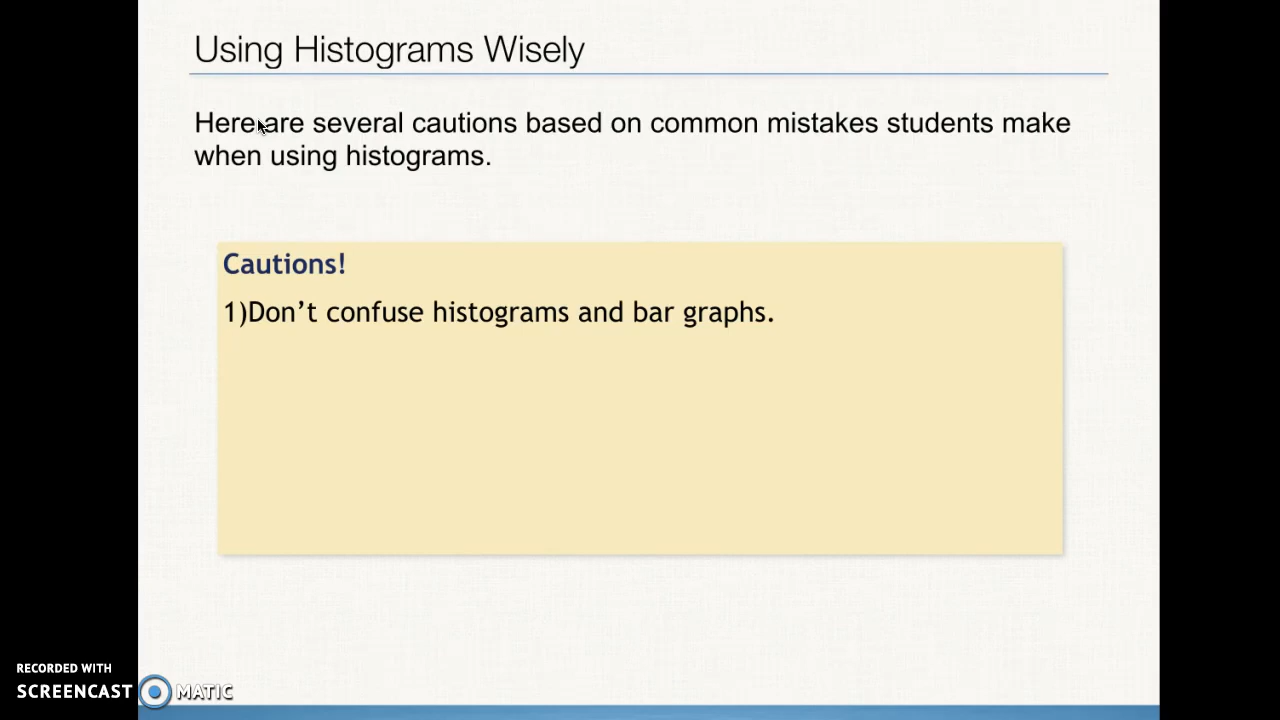 Using Histograms Wisely
Here are several cautions based on common mistakes students make
when using histograms.
Cautions!
1)Don’t confuse histograms and bar graphs.
RECORDED WITH
SCREENCAST MATIC